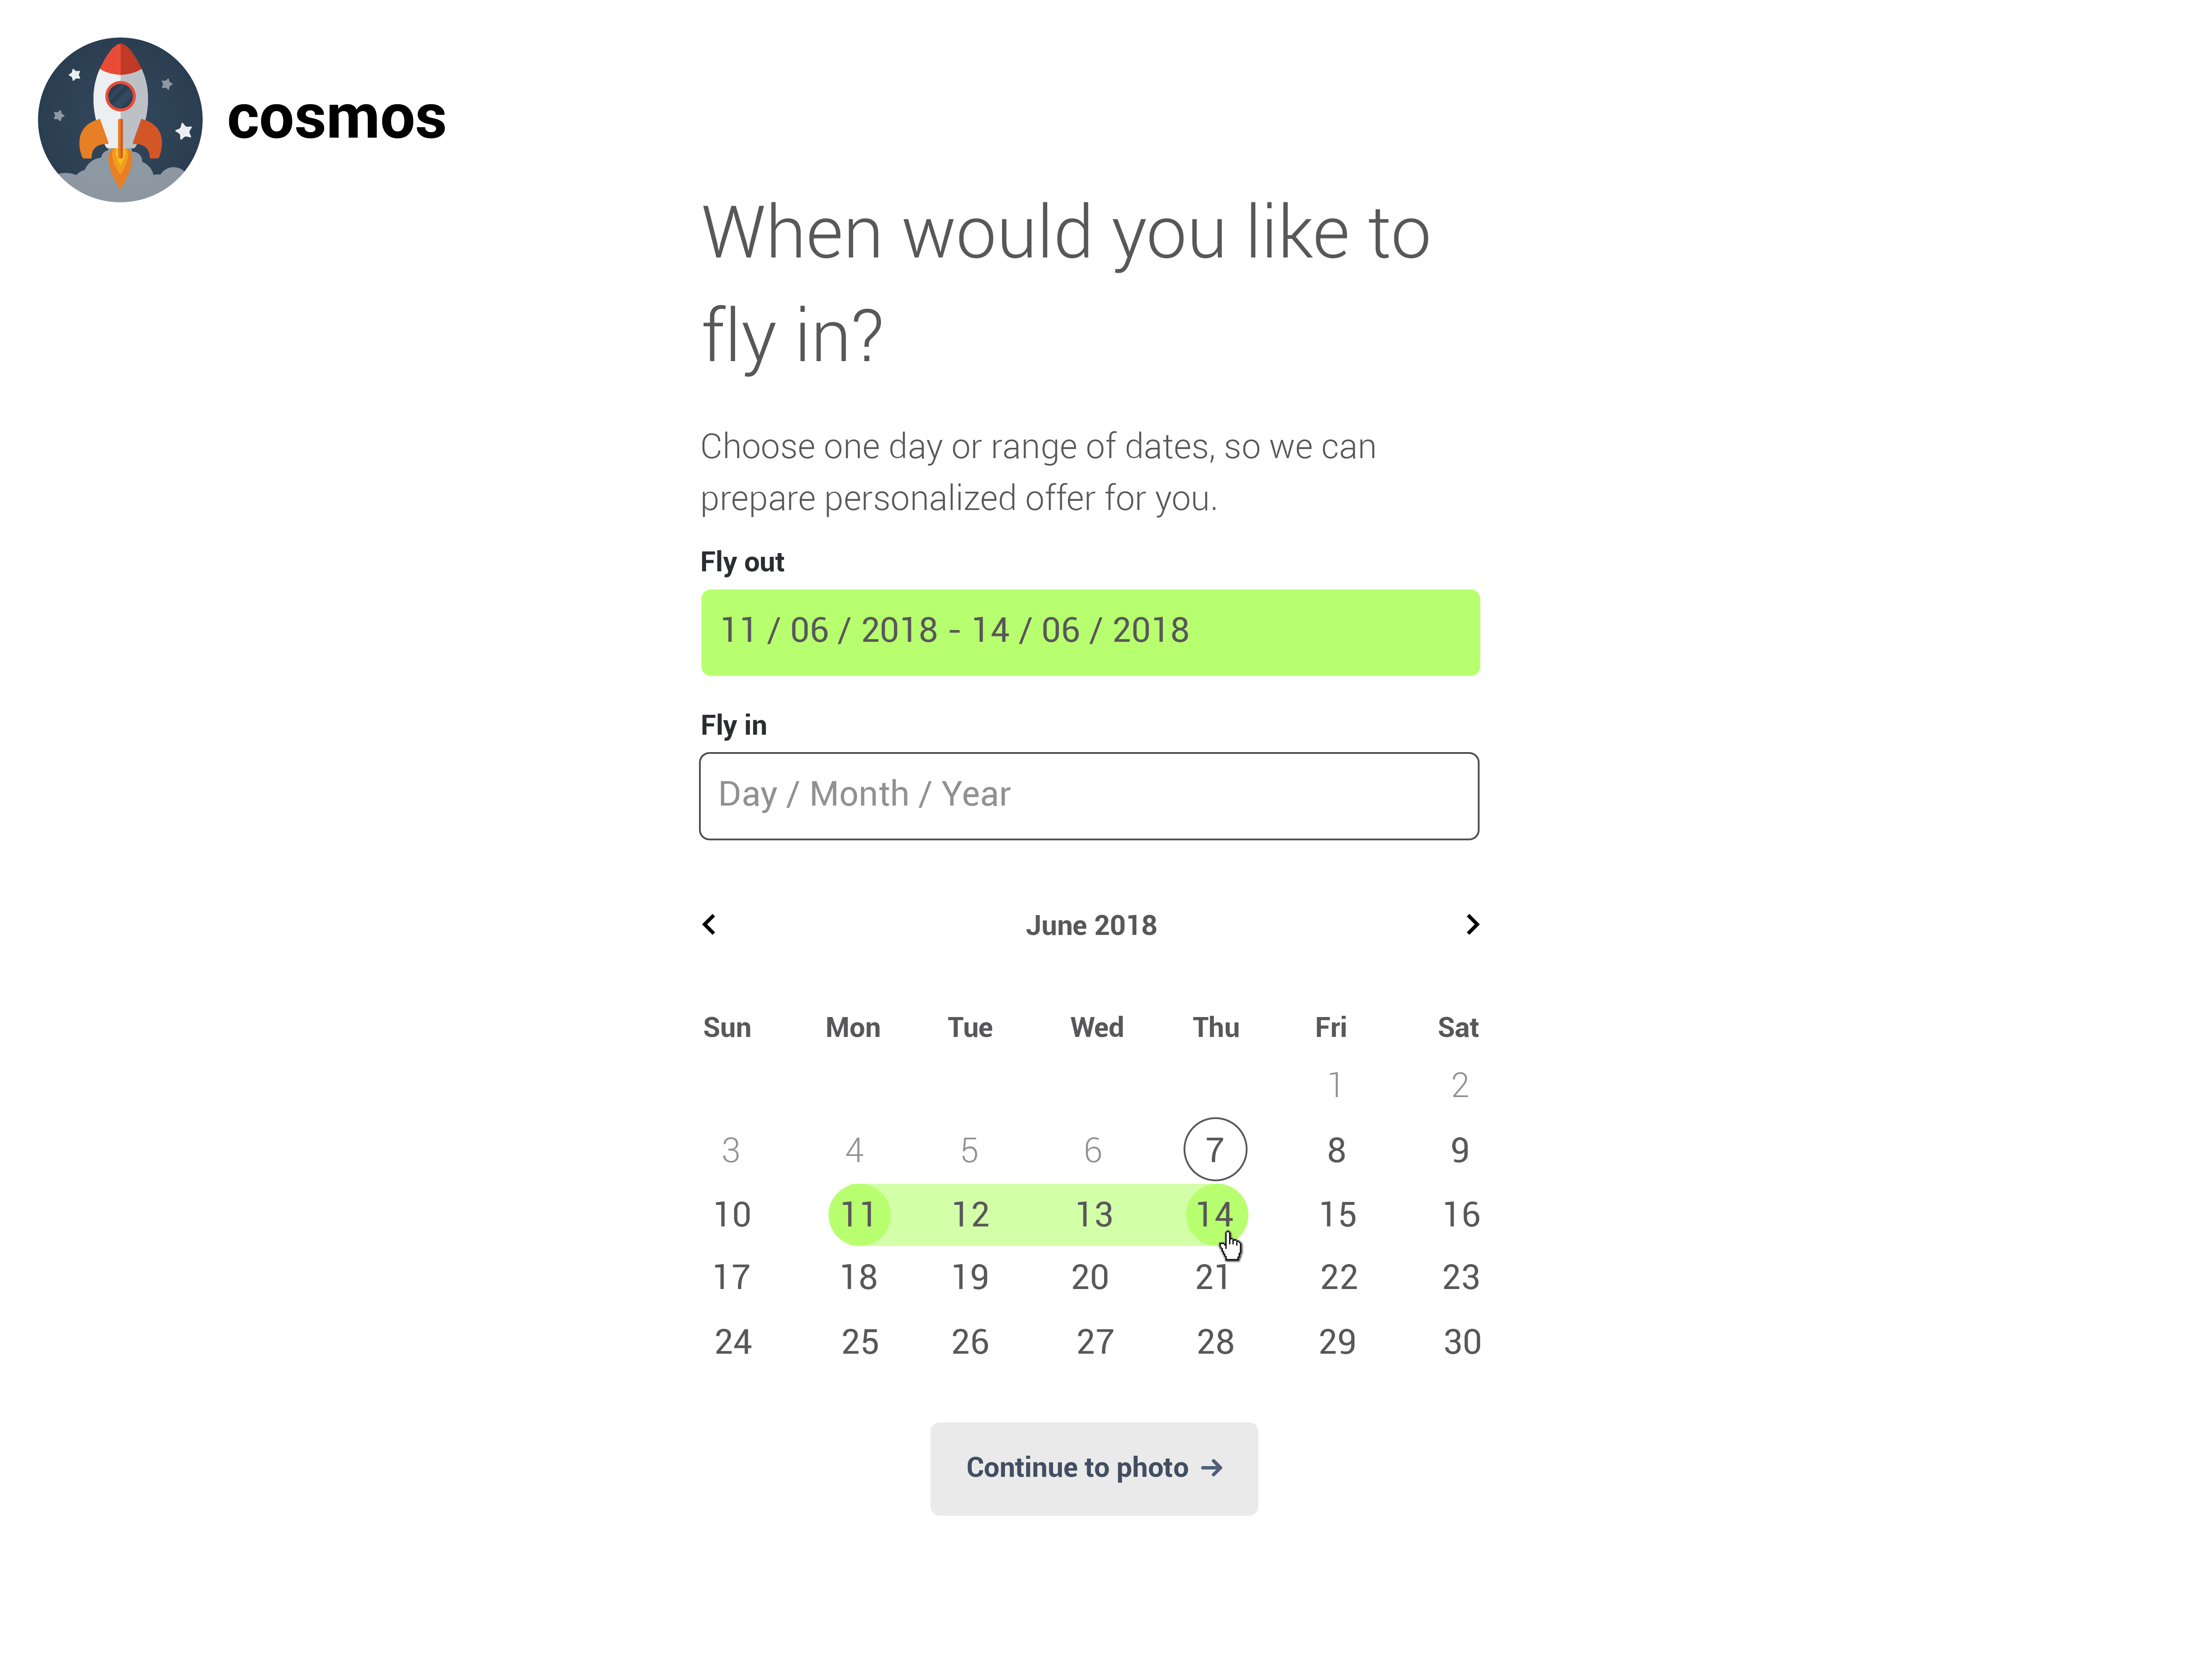 cosmos
When would you like to
fly in?
Choose one day or range of dates, so we can
prepare personalized offer for you.
Fly out
11 / 06 / 2018 - 14 / 06 / 2018
Fly in
Day / Month / Year
June 2018
Sun Mon Tue Wed Thu Fri Sat
1 2
3 4 5 6 7 8 9
10 11 12 13 14 15 16
17 18 19 20 21 22 23
24 25 26 27 28 29 30
Continue to photo →